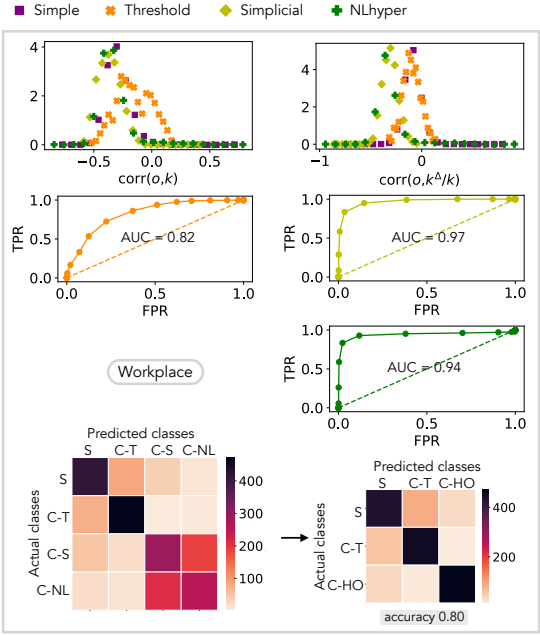 Simple Threshold Simplicial NLhyper
4
2
0
−0.5 0.0 0.5
corr(o,k)
4
2
0
−1 0
corr(o,k^Δ/k)
TPR
1.0
0.5
0.0
AUC = 0.82
0.0 0.5 1.0
FPR
TPR
1.0
0.5
0.0
AUC = 0.97
0.0 0.5 1.0
FPR
TPR
1.0
0.5
0.0
AUC = 0.94
0.0 0.5 1.0
FPR
Workplace
Predicted classes
S C-T C-S C-NL
Actual classes
S
C-T
C-S
C-NL
400
300
200
100
Predicted classes
S C-T C-HO
Actual classes
S
C-T
C-HO
400
200
accuracy 0.80